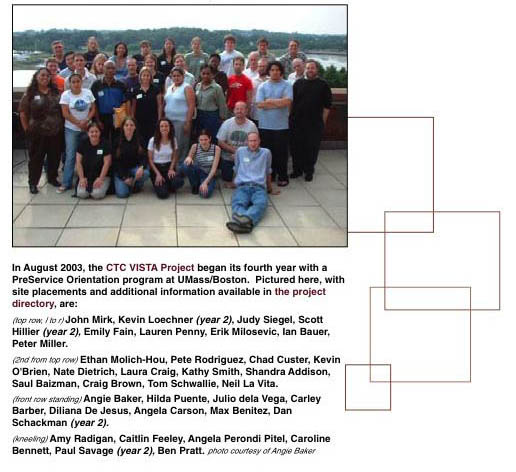 In August 2003, the CTC VISTA Project began its fourth year with a
PreService Orientation program at UMass/Boston. Pictured here, with
site placements and additional information available in the project
directory, are:
(top row, l to r) John Mirk, Kevin Loechner (year 2), Judy Siegel, Scott
Hillier (year 2), Emily Fain, Lauren Penny, Erik Milosevic, Ian Bauer,
Peter Miller.
(2nd from top row) Ethan Molich-Hou, Pete Rodriguez, Chad Custer, Kevin
O'Brien, Nate Dietrich, Laura Craig, Kathy Smith, Shandra Addison,
Saul Baizman, Craig Brown, Tom Schwallie, Neil La Vita.
(front row standing) Angie Baker, Hilda Puente, Julio dela Vega, Carley
Barber, Diliana De Jesus, Angela Carson, Max Benitez, Dan
Schackman (year 2).
(kneeling) Amy Radigan, Caitlin Feeley, Angela Perondi Pitel, Caroline
Bennett, Paul Savage (year 2), Ben Pratt. photo courtesy of Angie Baker